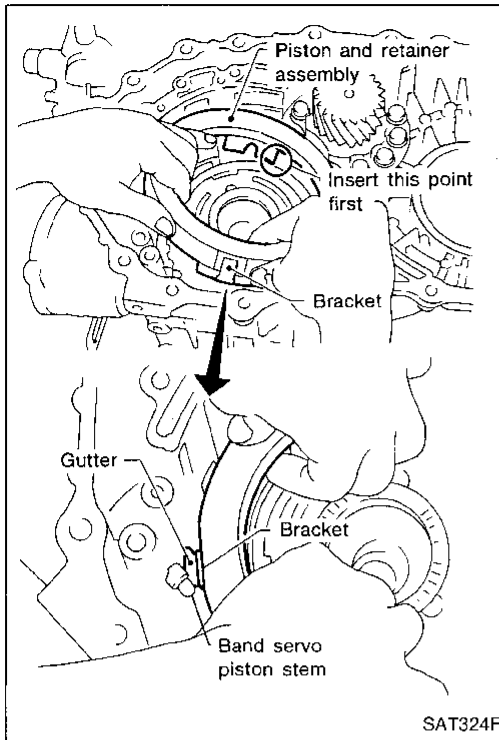 Piston and retainer
assembly
Insert this point
first
Bracket
Gutter
Bracket
Band servo
piston stem
SAT324F